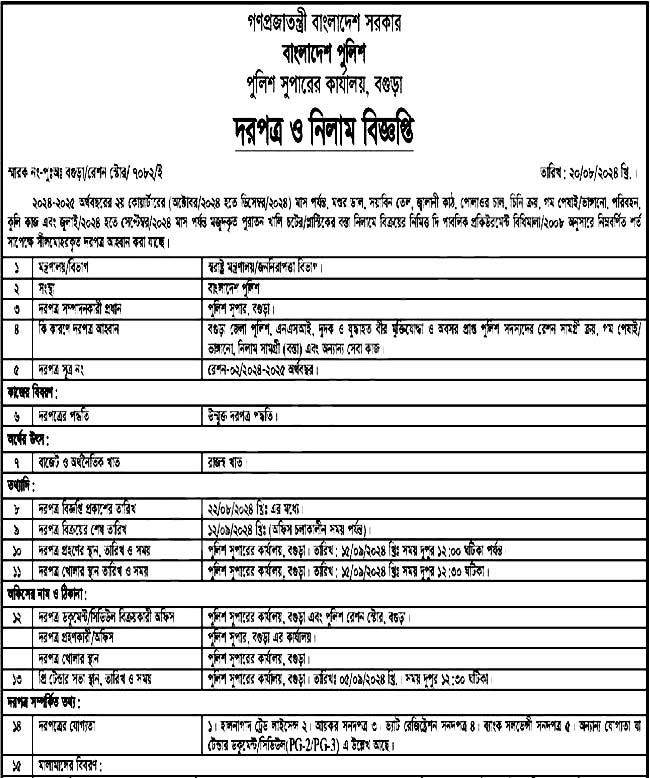 গণপ্রজাতন্ত্রী বাংলাদেশ সরকার
বাংলাদেশ পুলিশ
পুলিশ সুপারের কার্যালয়, বগুড়া
দরপত্র ও নিলাম বিজ্ঞপ্তি
স্মারক নং-পুঃঅঃ বগুড়া/রেশন স্টোর/ ৭০৮২/ই তারিখ : ২০/০৮/২০২৪ খ্রি.।
২০২৪-২০২৫ অর্থবছরের ২য় কোয়ার্টারের (অক্টোবর/২০২৪ হতে ডিসেম্বর/২০২৪) মাস পর্যন্ত, মশুর ডাল, সয়াবিন তেল, জ্বালানী কাঠ, পোলাওর চাল, চিনি ক্রয়, গম পেষাই/ভাঙ্গানো, পরিবহন,
কুলি কাজ এবং জুলাই/২০২৪ হতে সেপ্টেম্বর/২০২৪ মাস পর্যন্ত মজুদকৃত পুরাতন খালি চটের/প্লাস্টিকের বস্তা নিলামে বিক্রয়ের নিমিত্ত দি পাবলিক প্রকিউরমেন্ট বিধিমালা/২০০৮ অনুসারে নিম্নবর্ণিত শর্ত
সাপেক্ষে সীলমোহরকৃত দরপত্র আহবান করা যাচ্ছে।
১ মন্ত্রণালয়/বিভাগ স্বরাষ্ট্র মন্ত্রণালয়/জননিরাপত্তা বিভাগ।
২ সংস্থা বাংলাদেশ পুলিশ
৩ দরপত্র সম্পাদনকারী প্রধান পুলিশ সুপার, বগুড়া।
৪ কি কারণে দরপত্র আহবান বগুড়া জেলা পুলিশ, এনএসআই, দুদক ও যুদ্ধাহত বীর মুক্তিযোদ্ধা ও অবসর প্রাপ্ত পুলিশ সদস্যদের রেশন সামগ্রী ক্রয়, গম পেষাই/
ভাঙ্গানো, নিলাম সামগ্রী (বস্তা) এবং অন্যান্য সেবা কাজ।
৫ দরপত্র সূত্র নং রেশন-০২/২০২৪-২০২৫ অর্থবছর।
কাজের বিবরণ :
৬ দরপত্রের পদ্ধতি উন্মুক্ত দরপত্র পদ্ধতি।
অর্থের উৎস :
৭ বাজেট ও অর্থনৈতিক খাত রাজস্ব খাত।
তথ্যাদি :
৮ দরপত্র বিজ্ঞপ্তি প্রকাশের তারিখ ২২/০৮/২০২৪ খ্রিঃ এর মধ্যে।
৯ দরপত্র বিক্রয়ের শেষ তারিখ ১২/০৯/২০২৪ খ্রিঃ (অফিস চলাকালীন সময় পর্যন্ত)।
১০ দরপত্র গ্রহণের স্থান, তারিখ ও সময় পুলিশ সুপারের কার্যালয়, বগুড়া। তারিখ : ১৫/০৯/২০২৪ খ্রিঃ সময় দুপুর ১২:০০ ঘটিকা পর্যন্ত
১১ দরপত্র খোলার স্থান তারিখ ও সময় পুলিশ সুপারের কার্যালয়, বগুড়া। তারিখ : ১৫/০৯/২০২৪ খ্রিঃ সময় দুপুর ১২:৩০ ঘটিকা।
অফিসের নাম ও ঠিকানা :
১২ দরপত্র ডকুমেন্ট/সিডিউল বিক্রয়কারী অফিস পুলিশ সুপারের কার্যালয়, বগুড়া এবং পুলিশ রেশন স্টোর, বগুড়া।
দরপত্র গ্রহণকারী/অফিস পুলিশ সুপার, বগুড়া এর কার্যালয়।
দরপত্র খোলার স্থান পুলিশ সুপারের কার্যালয়, বগুড়া।
১৩ প্রি টেন্ডার সভা স্থান, তারিখ ও সময় পুলিশ সুপারের কার্যালয়, বগুড়া। তারিখঃ ০৫/০৯/২০২৪ খ্রি.। সময় দুপুর ১২:৩০ ঘটিকা।
দরপত্র সম্পর্কিত তথ্য :
১৪ দরপত্রের যোগ্যতা ১। হালনাগাদ ট্রেড লাইসেন্স ২। আয়কর সনদপত্র ৩। ভ্যাট রেজিষ্ট্রেশন সনদপত্র ৪। ব্যাংক সলভেন্সী সনদপত্র ৫। অন্যান্য যোগ্যতা যা
টেন্ডার ডকুমেন্ট/সিডিউল(PG-2/PG-3) এ উল্লেখ আছে।
১৫ মালামালের বিবরণ :